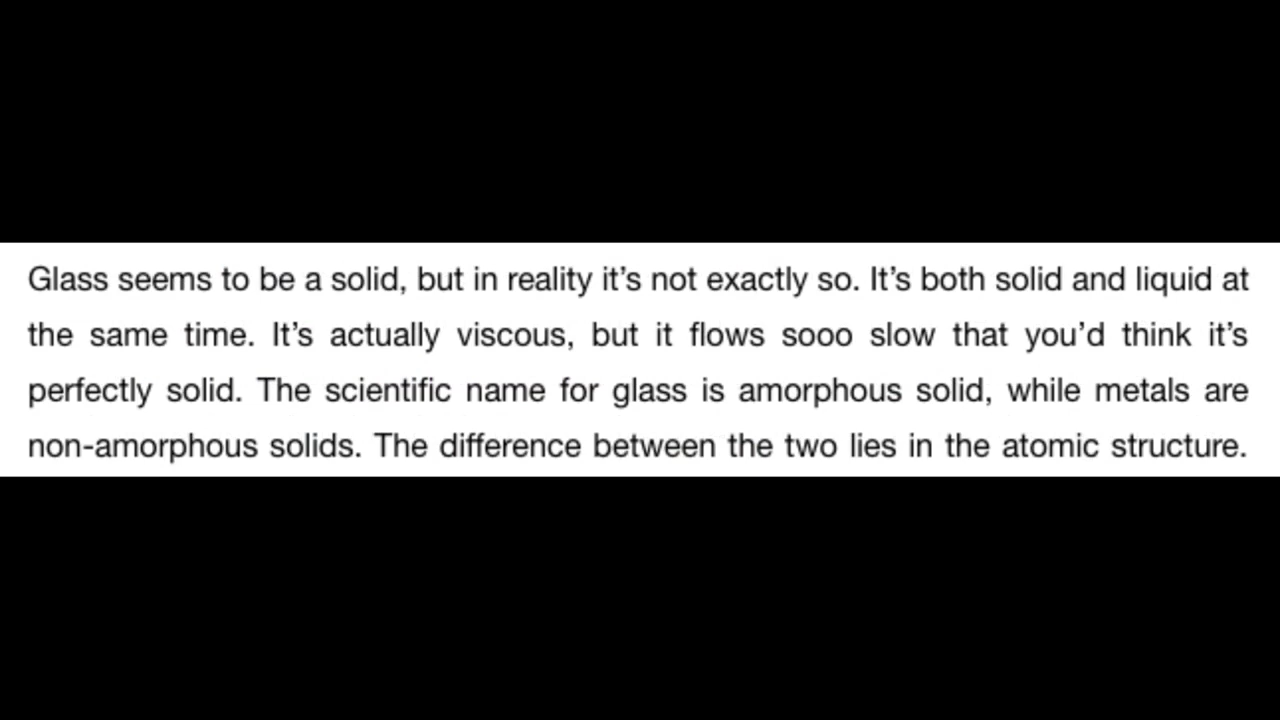 Glass seems to be a solid, but in reality it’s not exactly so. It’s both solid and liquid at
the same time. It’s actually viscous, but it flows sooo slow that you’d think it’s
perfectly solid. The scientific name for glass is amorphous solid, while metals are
non-amorphous solids. The difference between the two lies in the atomic structure.